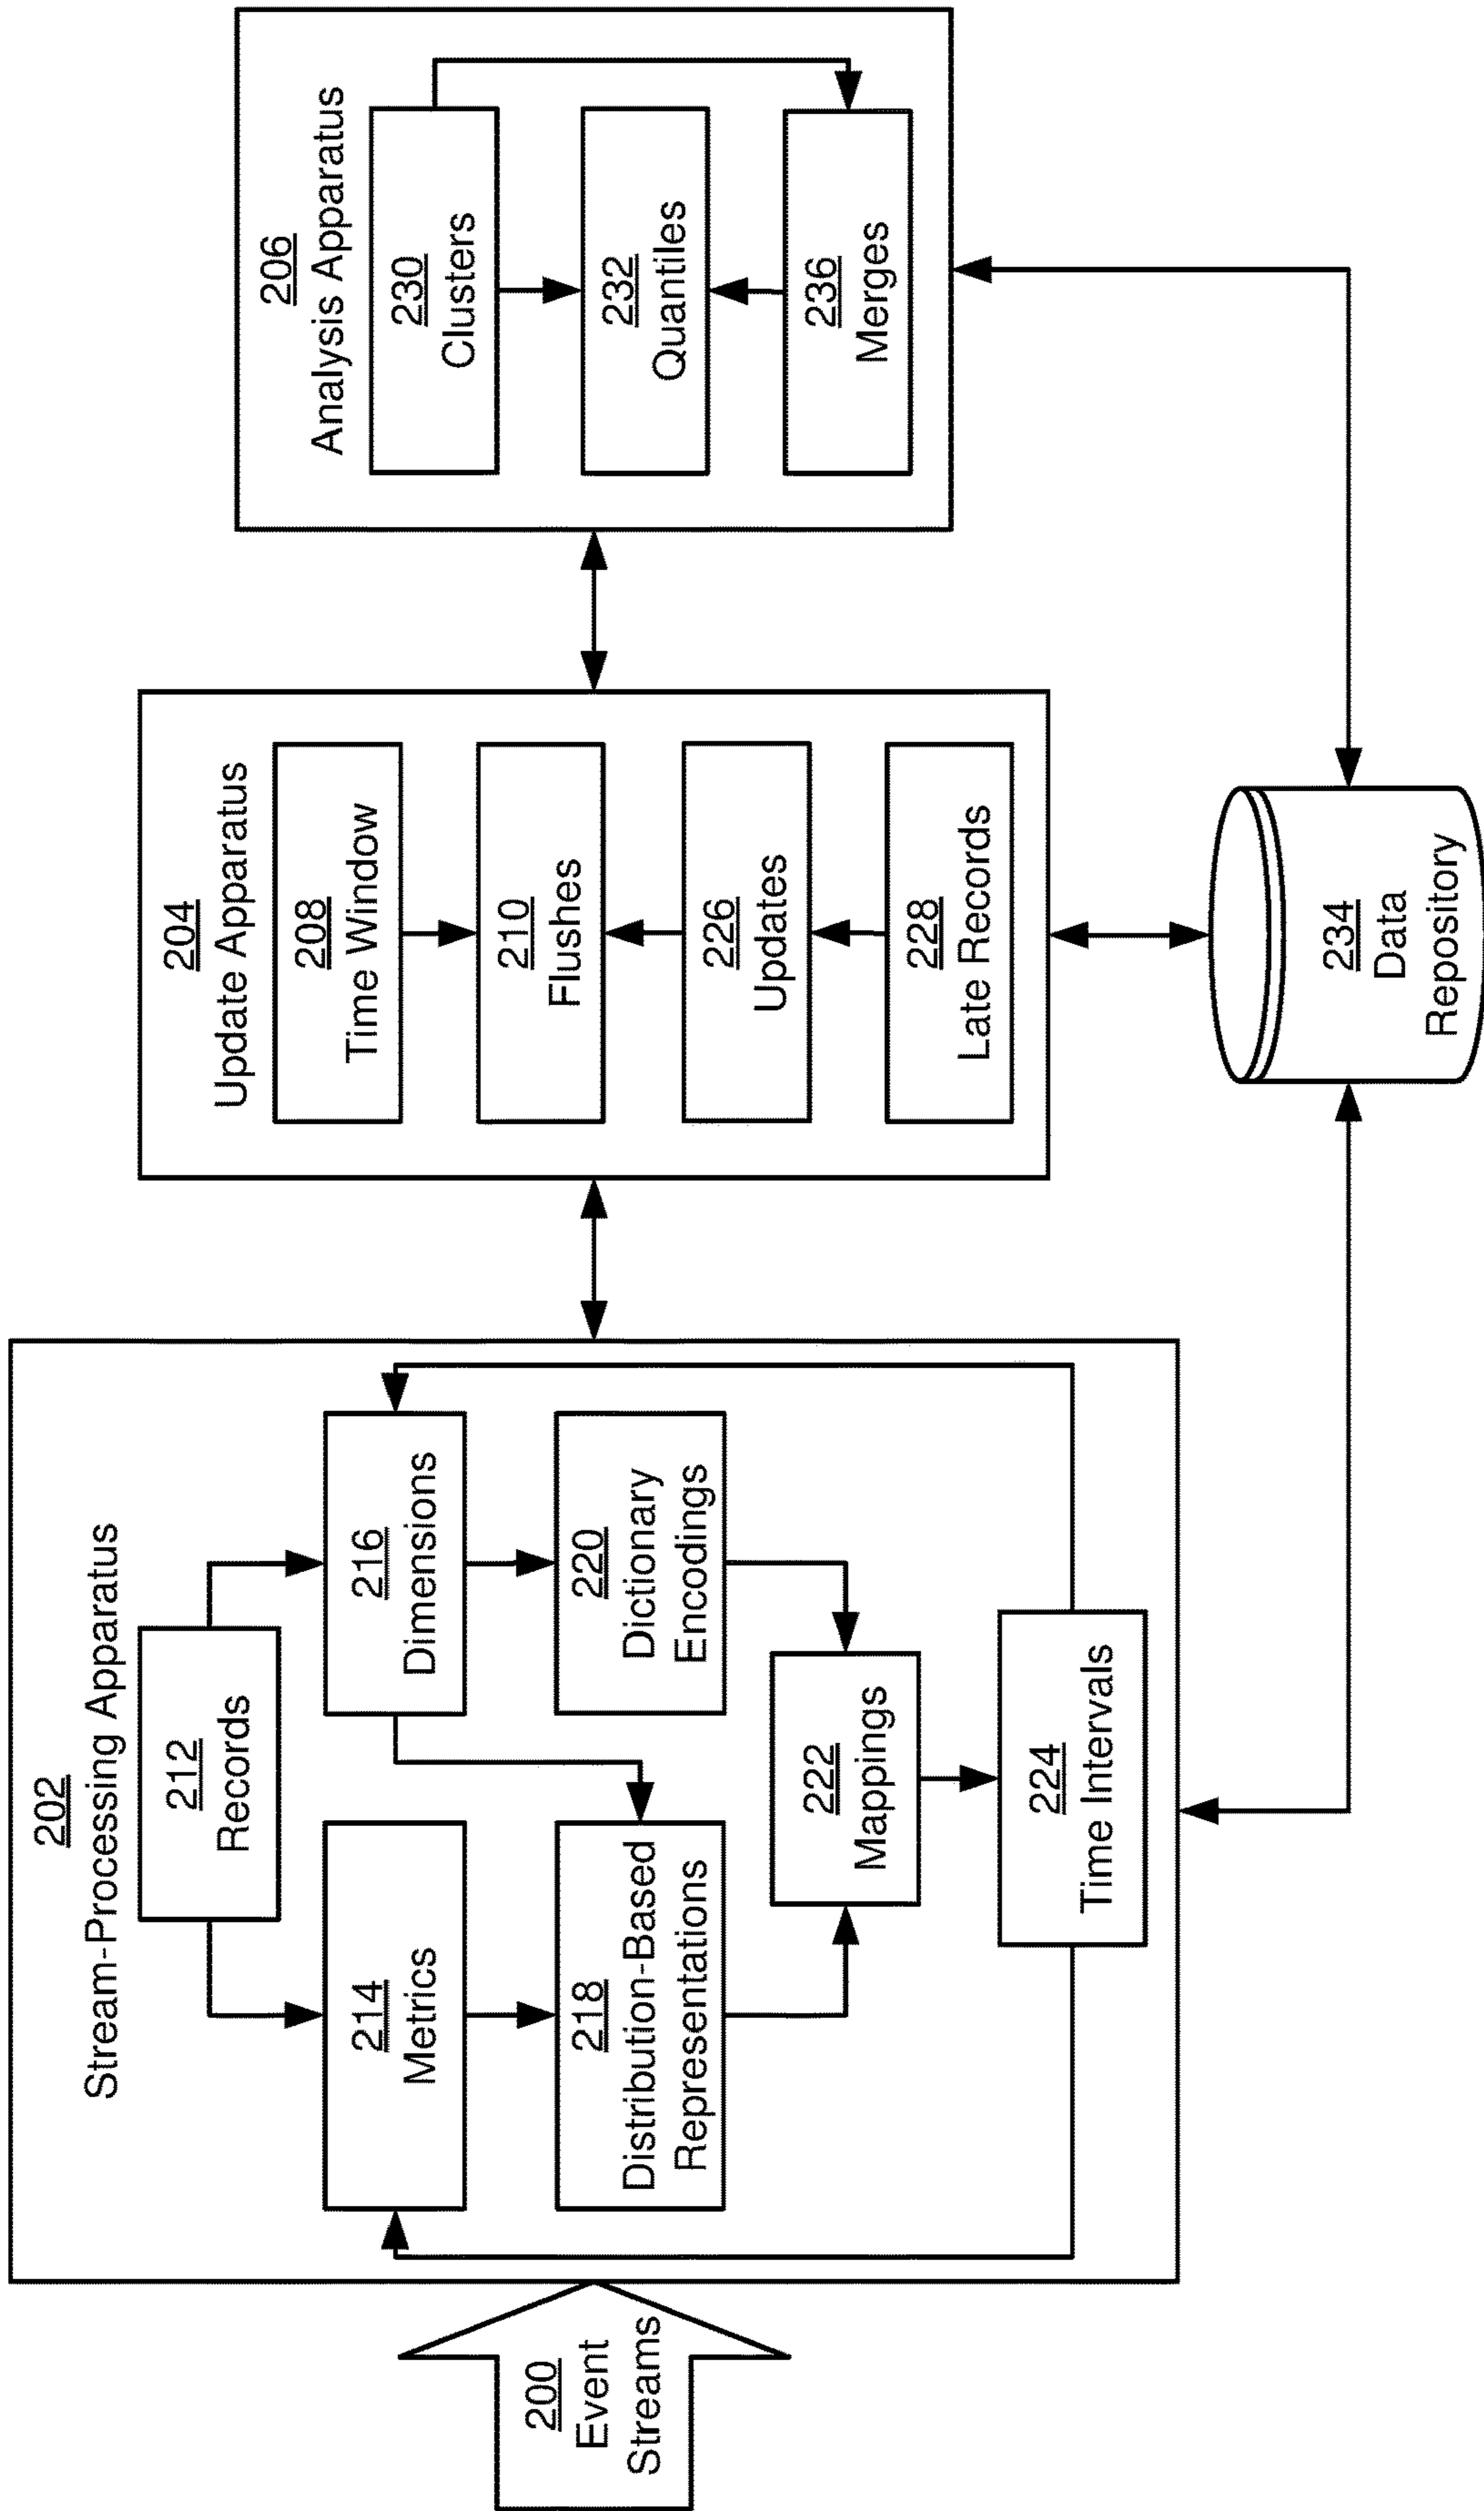 200
Event
Streams
202
Stream-Processing Apparatus
212
Records
214
Metrics
216
Dimensions
218
Distribution-Based
Representations
220
Dictionary
Encodings
222
Mappings
224
Time Intervals
204
Update Apparatus
208
Time Window
210
Flushes
226
Updates
228
Late Records
206
Analysis Apparatus
230
Clusters
232
Quantiles
236
Merges
234
Data
Repository